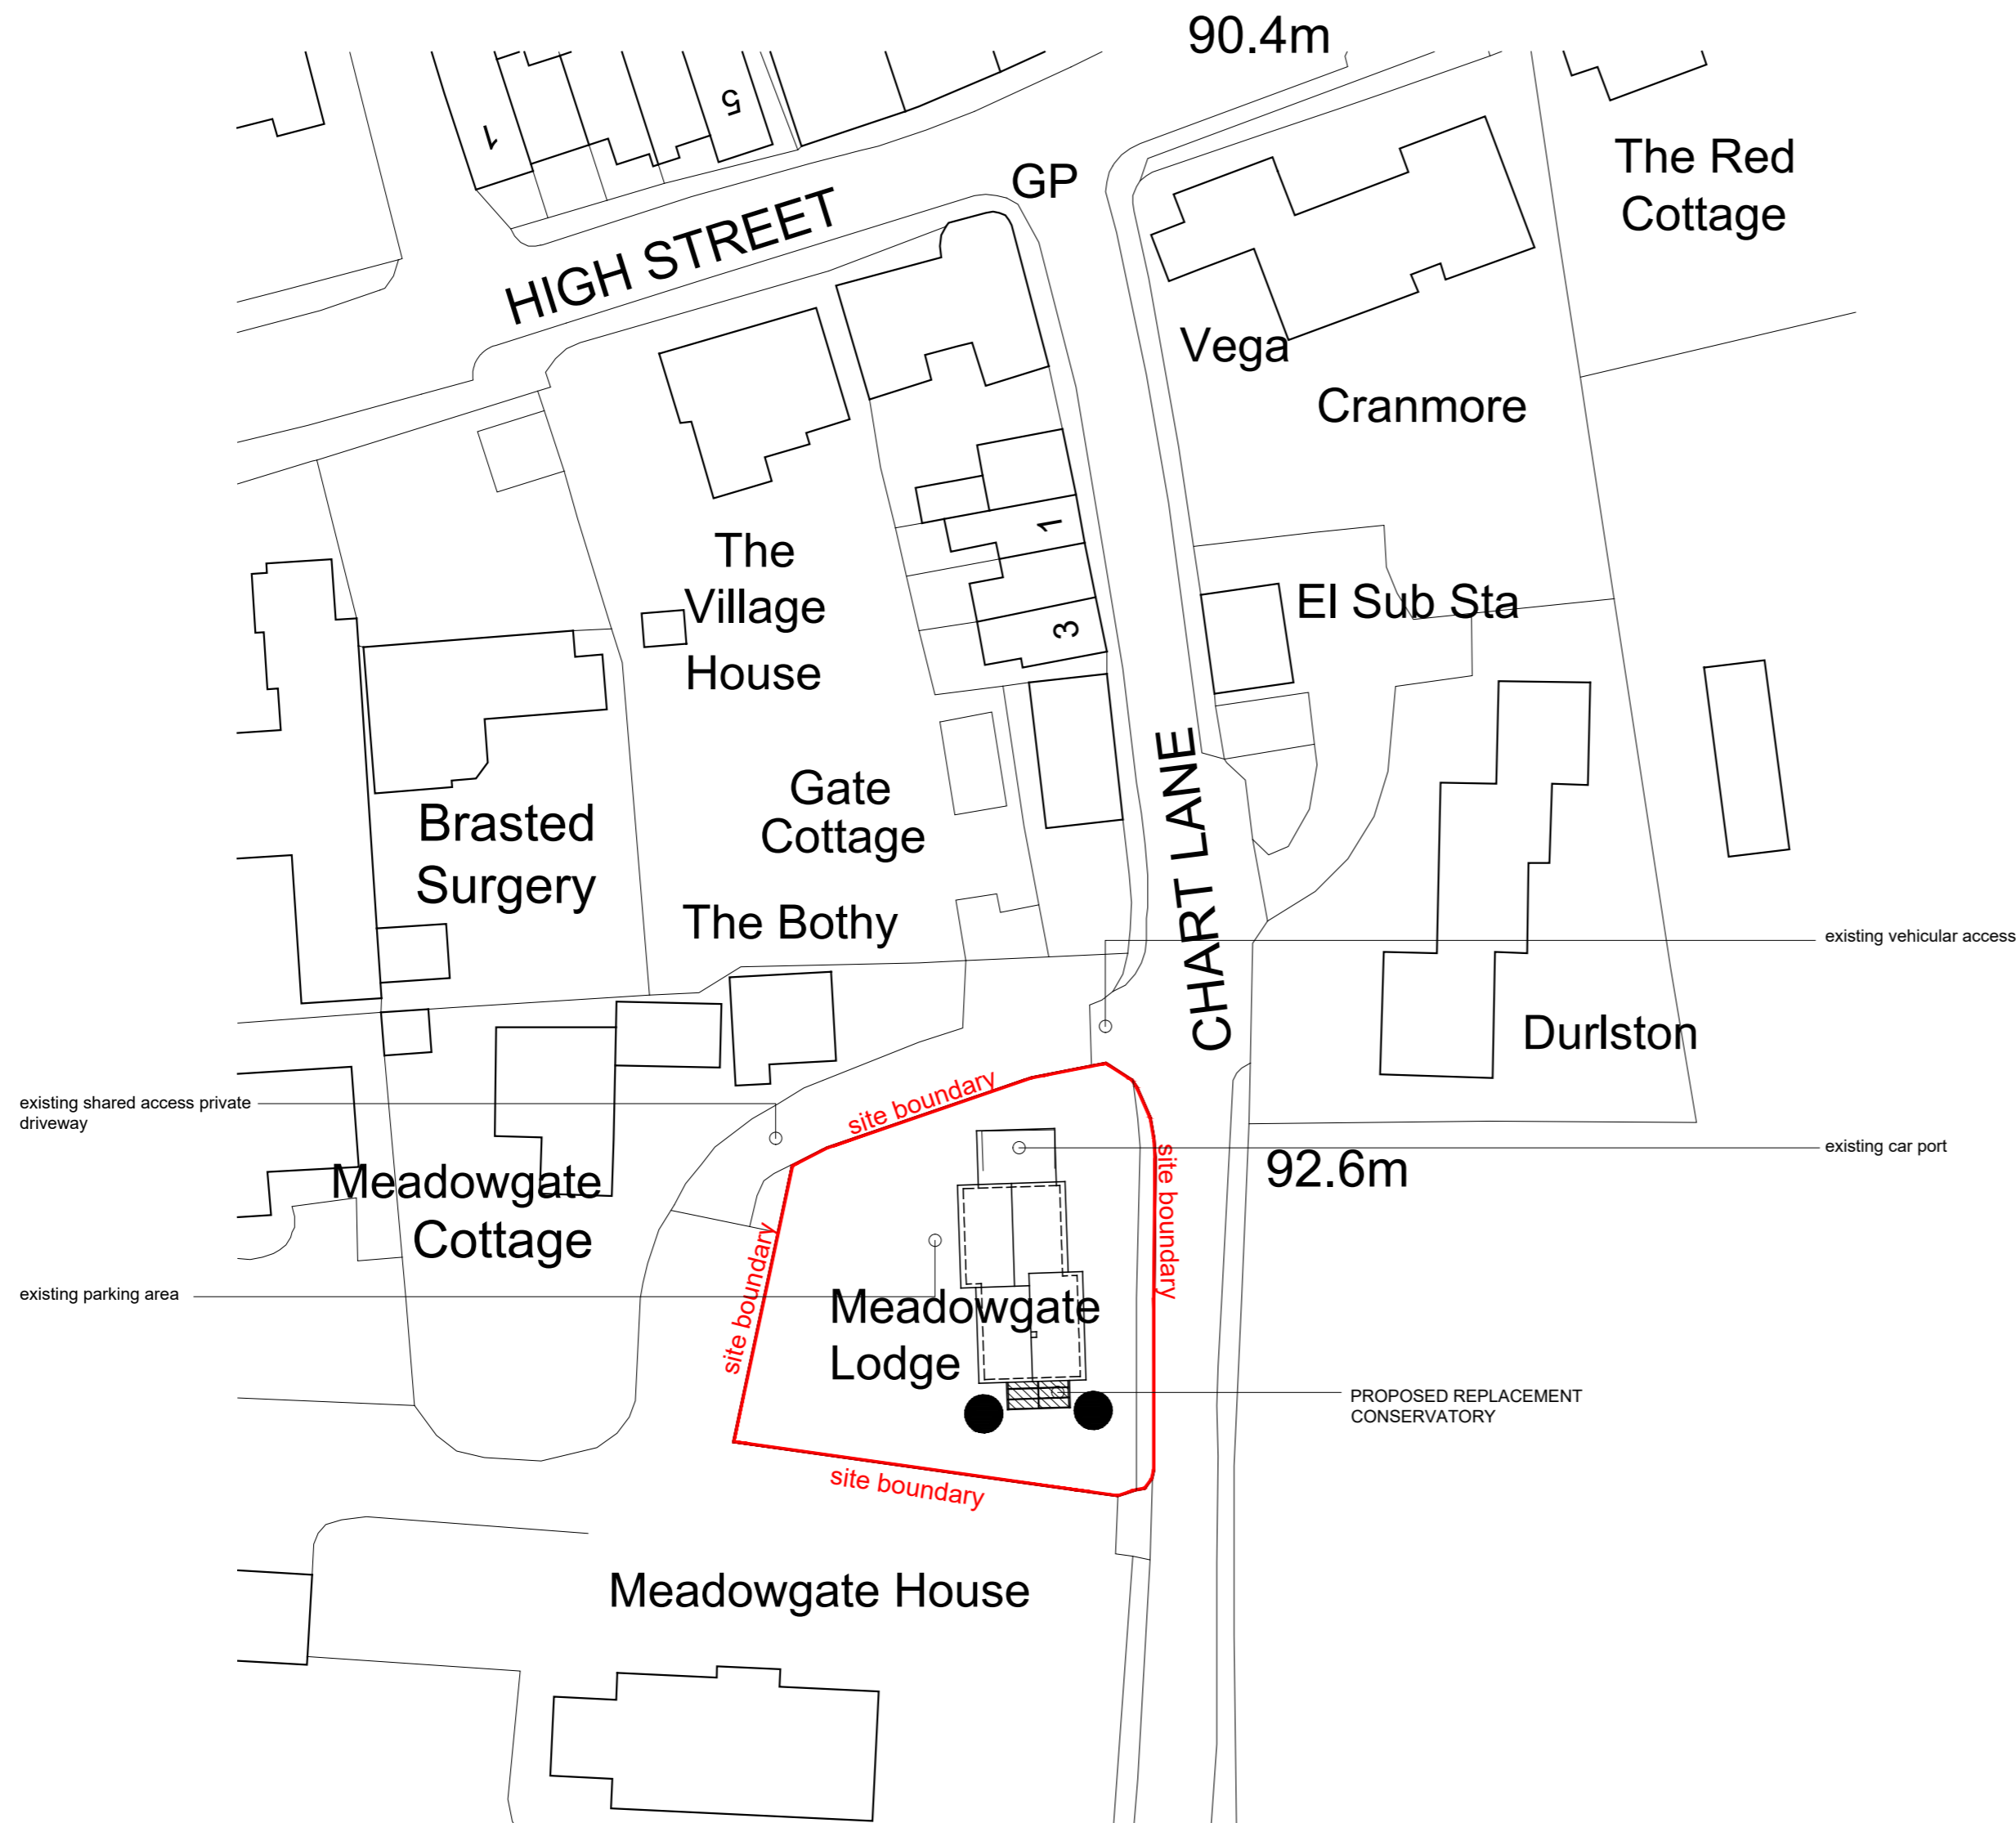 90.4m
1
5
GP
The Red
Cottage
HIGH STREET
Vega
Cranmore
1
The
Village
House
El Sub Sta
3
Gate
Cottage
CHART LANE
Brasted
Surgery
The Bothy
existing vehicular access
Durlston
existing shared access private
driveway
site boundary
existing car port
site boundary
92.6m
Meadowgate
Cottage
site boundary
existing parking area
Meadowgate
Lodge
PROPOSED REPLACEMENT
CONSERVATORY
site boundary
Meadowgate House